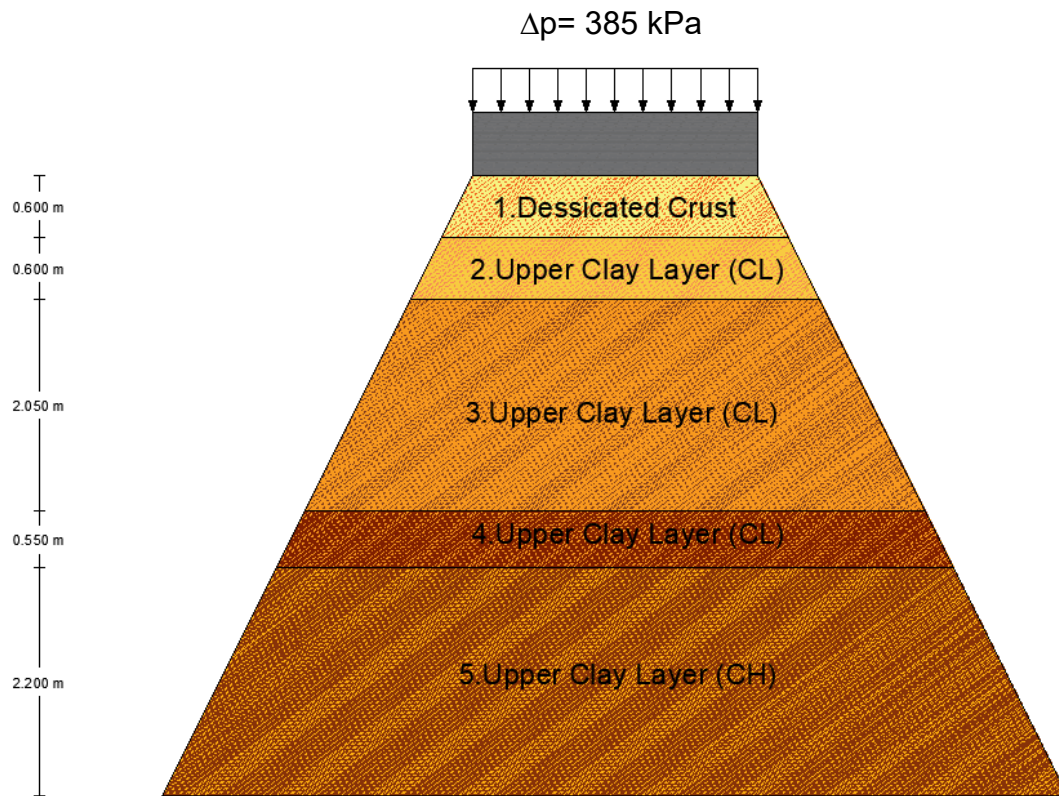 ∆p= 385 kPa
0.600 m
1.Dessicated Crust
0.600 m
2.Upper Clay Layer (CL)
2.050 m
3.Upper Clay Layer (CL)
0.550 m
4.Upper Clay Layer (CL)
2.200 m
5.Upper Clay Layer (CH)